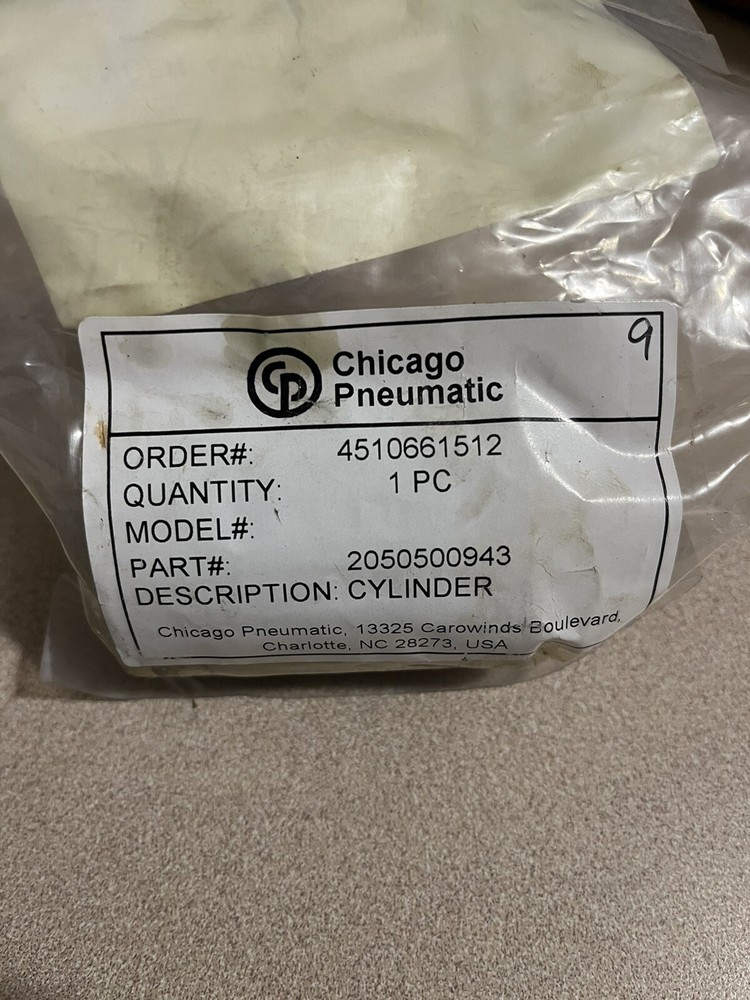 9
CP Chicago
Pneumatic
ORDER#: 4510661512
QUANTITY: 1 PC
MODEL#:
PART#: 2050500943
DESCRIPTION: CYLINDER
Chicago Pneumatic, 13325 Carowinds Boulevard,
Charlotte, NC 28273, USA